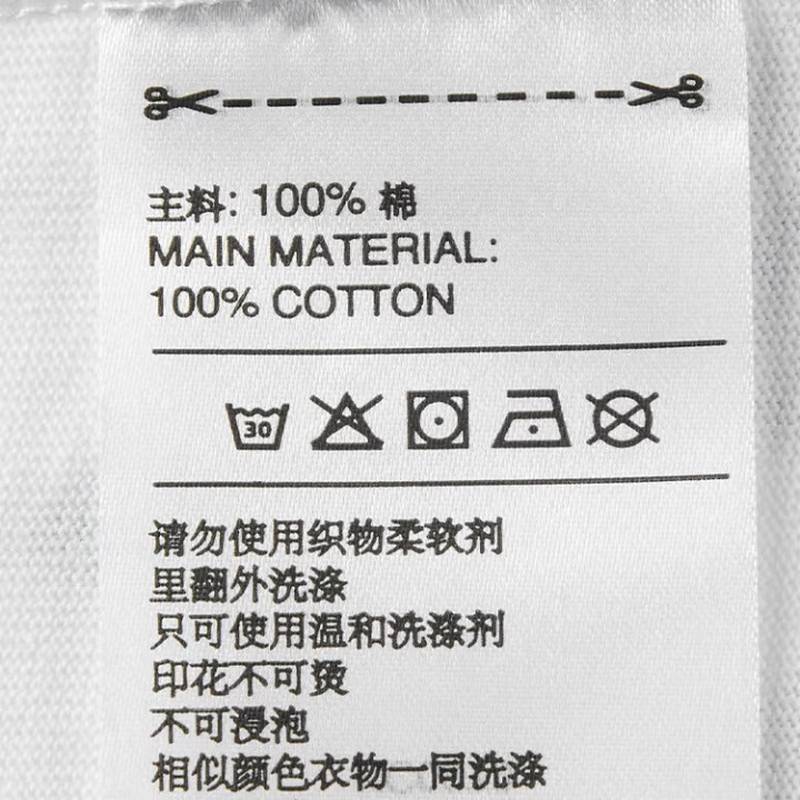 主料: 100% 棉
MAIN MATERIAL:
100% COTTON
30
请勿使用织物柔软剂
里翻外洗涤
只可使用温和洗涤剂
印花不可烫
不可浸泡
相似颜色衣物一同洗涤